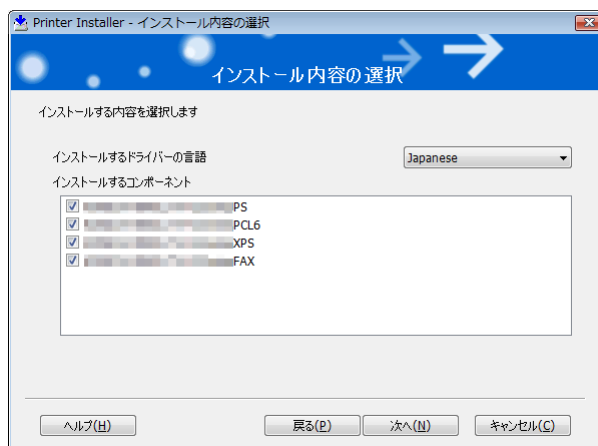 Printer Installer - インストール内容の選択
インストール内容の選択
インストールする内容を選択します
インストールするドライバーの言語
Japanese
インストールするコンポーネント
PS
PCL6
XPS
FAX
ヘルプ(H)
戻る(P)
次へ(N)
キャンセル(C)